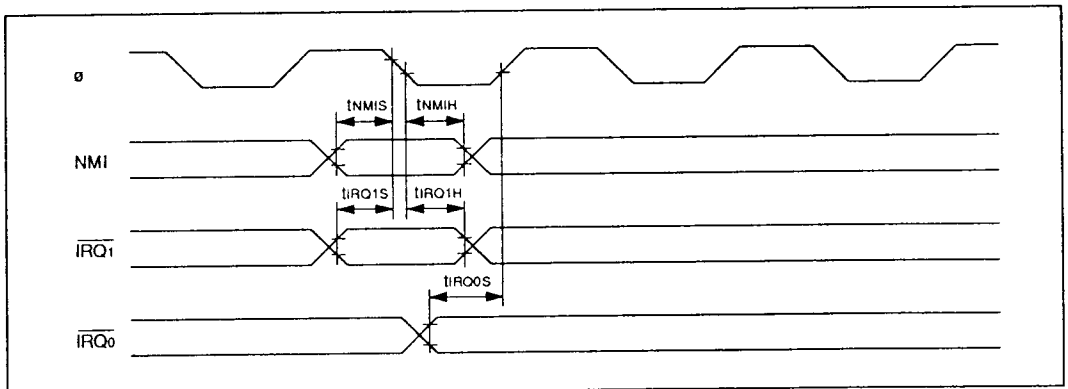 ø
tNMIS tNMIH
NMI
tIRQ1S tIRQ1H
IRQ1
tIRQ0S
IRQ0